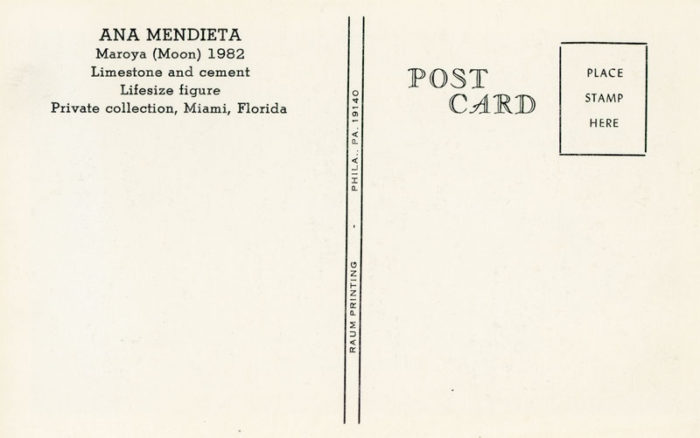 ANA MENDIETA
Maroya (Moon) 1982
Limestone and cement
Lifesize figure
Private collection, Miami, Florida
RAUM PRINTING - PHILA., PA. 19140
POST
CARD
PLACE
STAMP
HERE